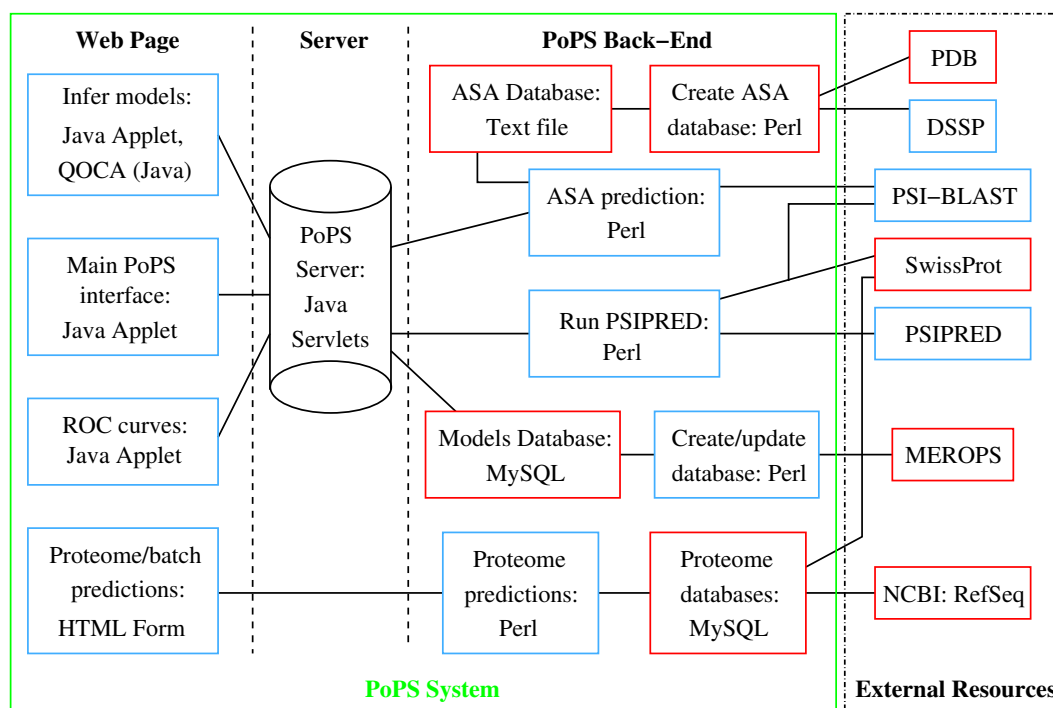 Web Page
Server
PoPS Back−End
Infer models:
Java Applet,
QOCA (Java)
Main PoPS
interface:
Java Applet
ROC curves:
Java Applet
Proteome/batch
predictions:
HTML Form
PoPS
Server:
Java
Servlets
ASA Database:
Text file
Create ASA
database: Perl
ASA prediction:
Perl
Run PSIPRED:
Perl
Models Database:
MySQL
Create/update
database: Perl
Proteome
predictions:
Perl
Proteome
databases:
MySQL
PDB
DSSP
PSI−BLAST
SwissProt
PSIPRED
MEROPS
NCBI: RefSeq
PoPS System
External Resources